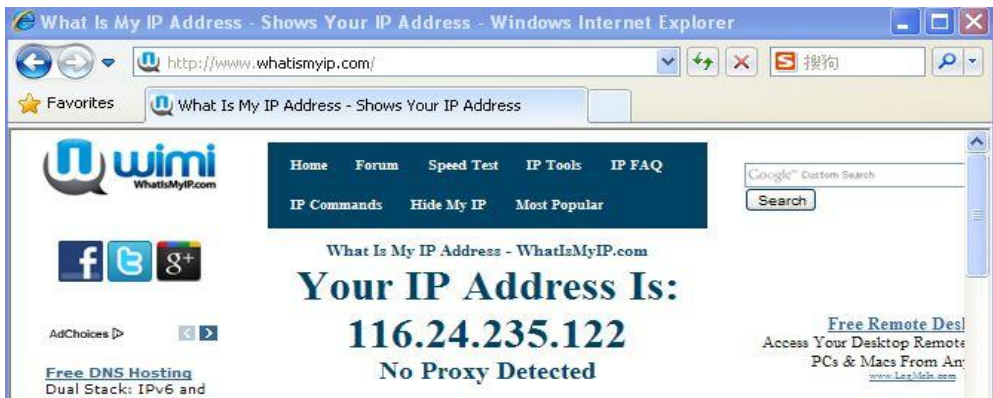 What Is My IP Address - Shows Your IP Address - Windows Internet Explorer
http://www.whatismyip.com/
搜狗
Favorites
What Is My IP Address - Shows Your IP Address
wimi
WhatIsMyIP.com
Home Forum Speed Test IP Tools IP FAQ
IP Commands Hide My IP Most Popular
Google™ Custom Search
Search
What Is My IP Address - WhatIsMyIP.com
Your IP Address Is:
116.24.235.122
No Proxy Detected
f
g+
AdChoices
Free DNS Hosting
Dual Stack: IPv6 and
Free Remote Des
Access Your Desktop Remote
PCs & Macs From An
www.LogMeIn.com